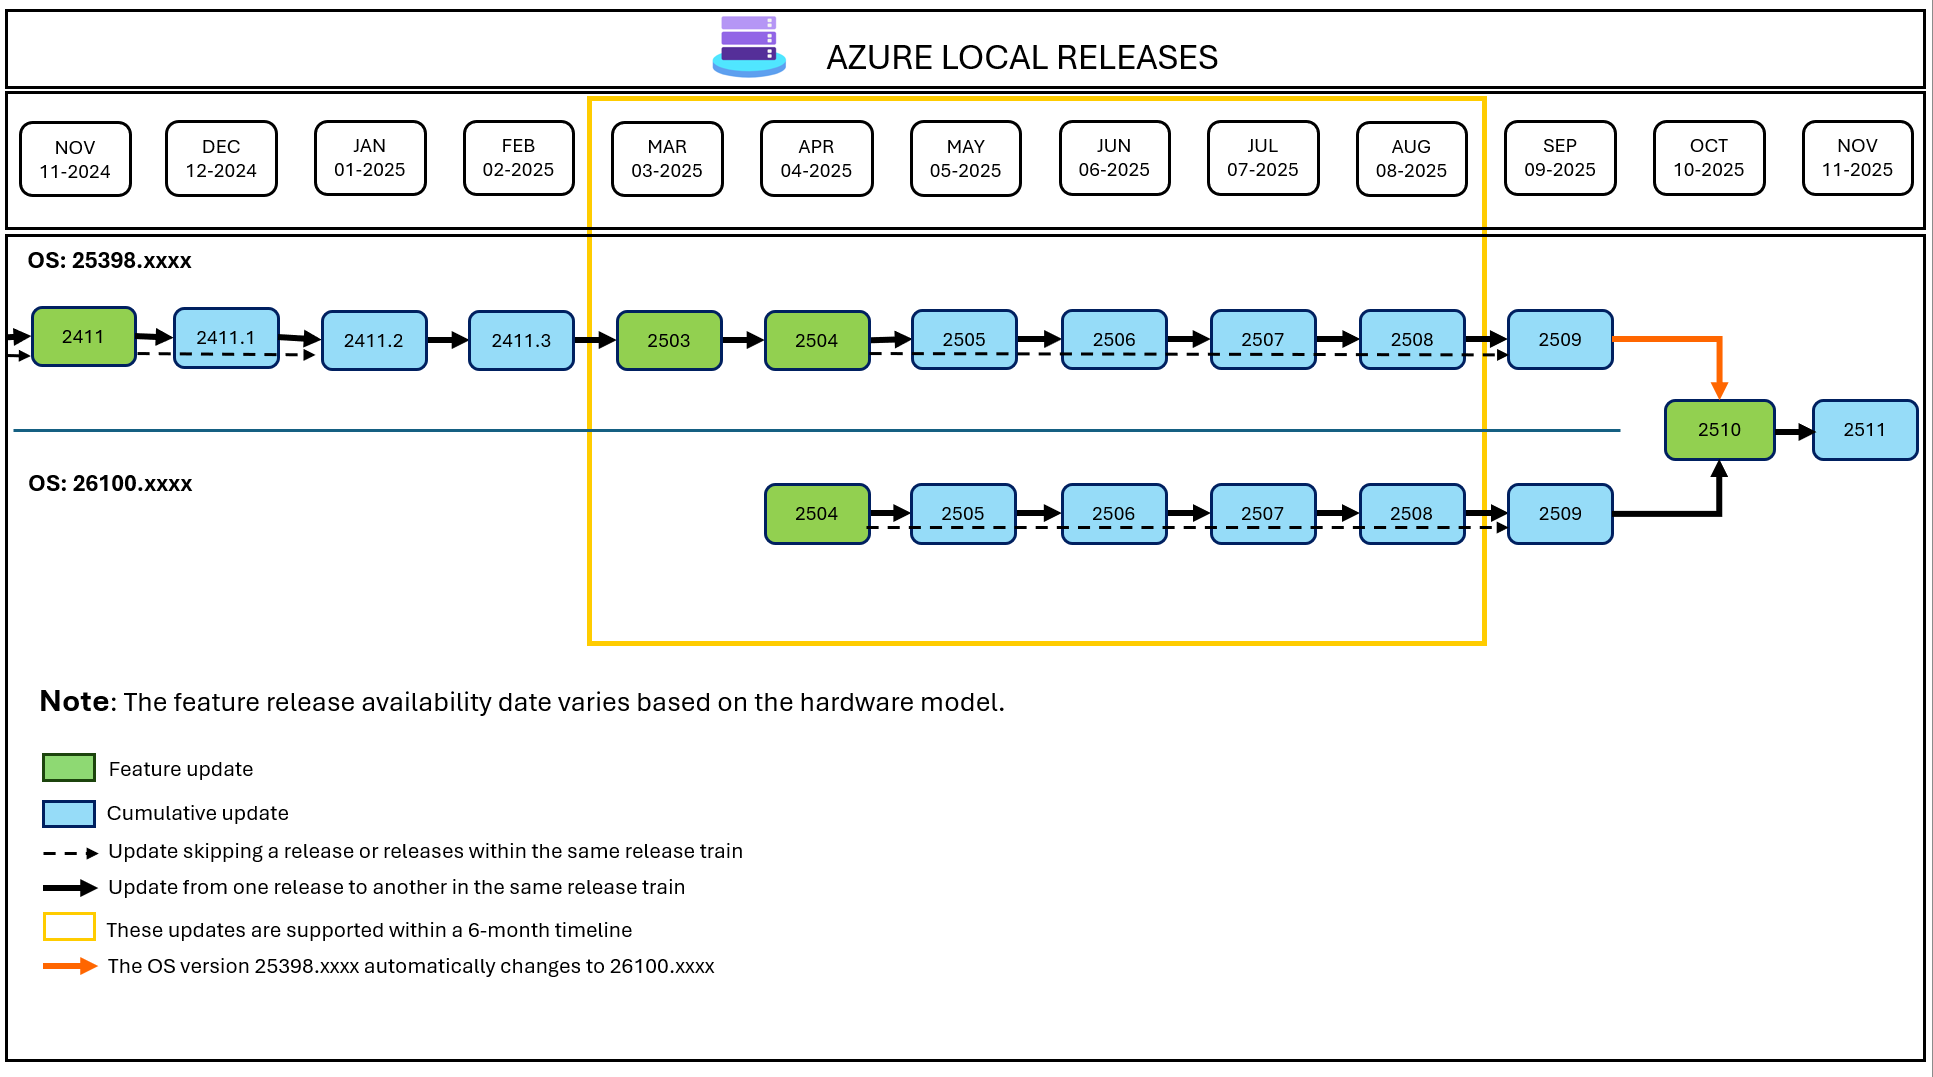 AZURE LOCAL RELEASES
NOV
11-2024
DEC
12-2024
JAN
01-2025
FEB
02-2025
MAR
03-2025
APR
04-2025
MAY
05-2025
JUN
06-2025
JUL
07-2025
AUG
08-2025
SEP
09-2025
OCT
10-2025
NOV
11-2025
OS: 25398.xxxx
2411
2411.1
2411.2
2411.3
2503
2504
2505
2506
2507
2508
2509
2510
2511
OS: 26100.xxxx
2504
2505
2506
2507
2508
2509
Note: The feature release availability date varies based on the hardware model.
Feature update
Cumulative update
Update skipping a release or releases within the same release train
Update from one release to another in the same release train
These updates are supported within a 6-month timeline
The OS version 25398.xxxx automatically changes to 26100.xxxx